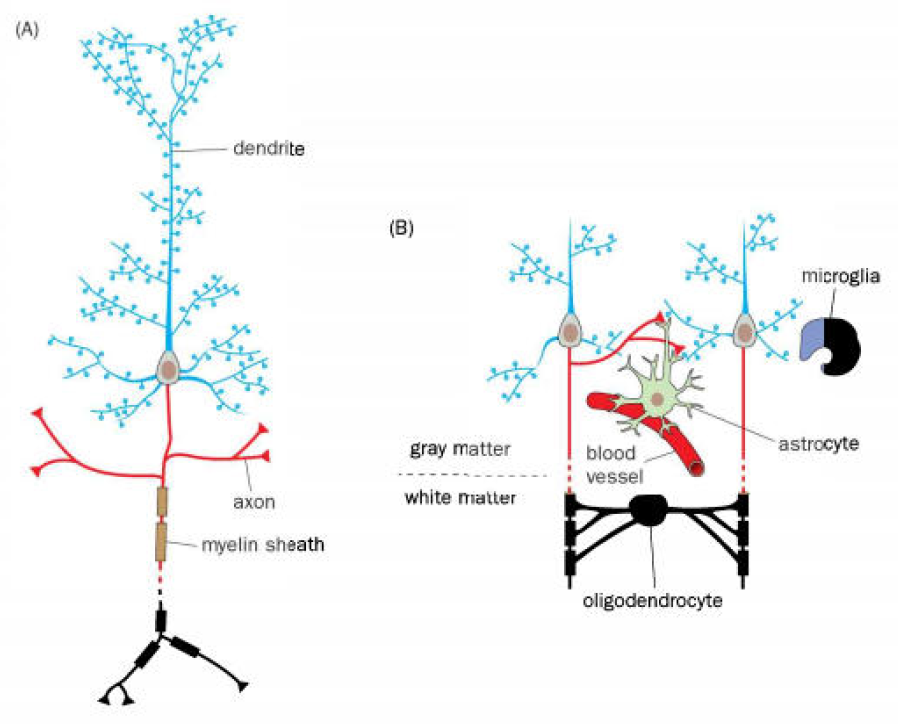 (A)
dendrite
axon
myelin sheath
(B)
microglia
astrocyte
gray matter
blood
vessel
white matter
oligodendrocyte